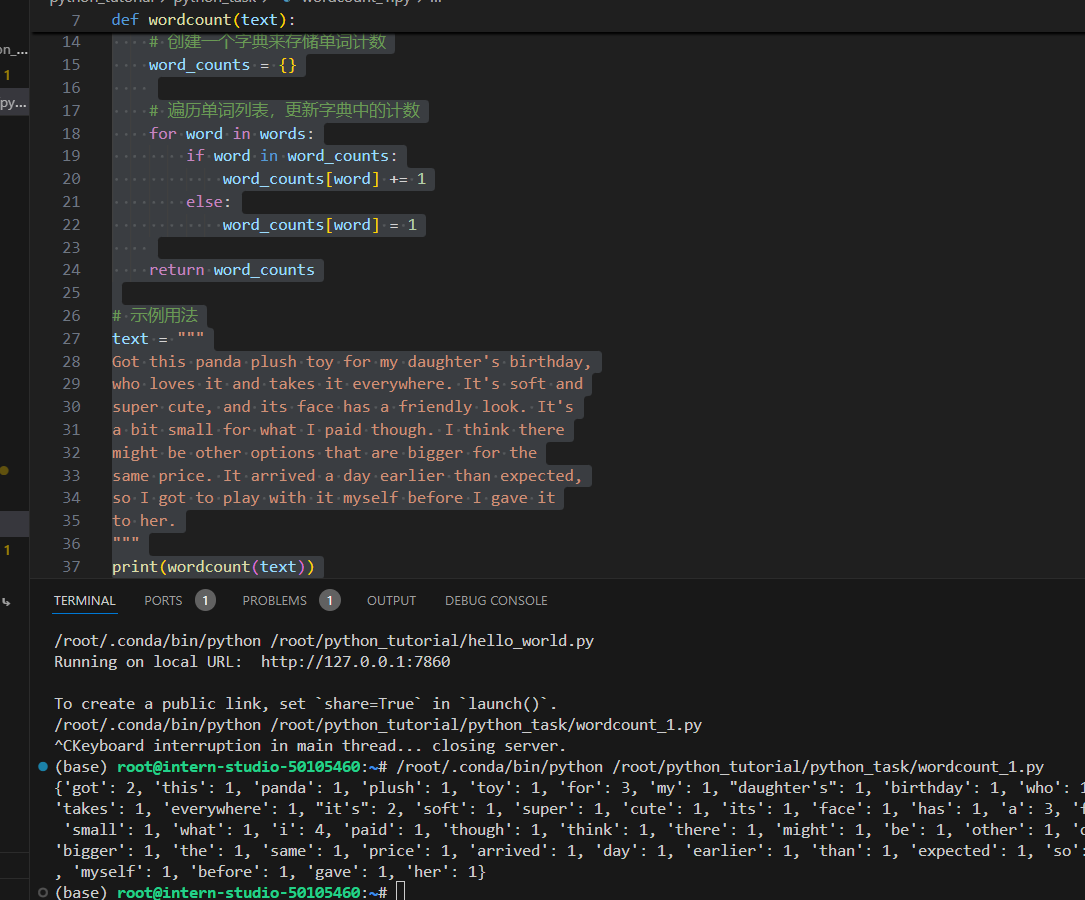 7 def wordcount(text):
14 # 创建一个字典来存储单词计数
15 word_counts = {}
16
17 # 遍历单词列表，更新字典中的计数
18 for word in words:
19 if word in word_counts:
20 word_counts[word] += 1
21 else:
22 word_counts[word] = 1
23
24 return word_counts
25
26 # 示例用法
27 text = """
28 Got this panda plush toy for my daughter's birthday,
29 who loves it and takes it everywhere. It's soft and
30 super cute, and its face has a friendly look. It's
31 a bit small for what I paid though. I think there
32 might be other options that are bigger for the
33 same price. It arrived a day earlier than expected,
34 so I got to play with it myself before I gave it
35 to her.
36 """
37 print(wordcount(text))
on_...
1
py...
1
TERMINAL PORTS 1 PROBLEMS 1 OUTPUT DEBUG CONSOLE
/root/.conda/bin/python /root/python_tutorial/hello_world.py
Running on local URL:  http://127.0.0.1:7860
To create a public link, set `share=True` in `launch()`.
/root/.conda/bin/python /root/python_tutorial/python_task/wordcount_1.py
^CKeyboard interruption in main thread... closing server.
(base) root@intern-studio-50105460:~# /root/.conda/bin/python /root/python_tutorial/python_task/wordcount_1.py
{'got': 2, 'this': 1, 'panda': 1, 'plush': 1, 'toy': 1, 'for': 3, 'my': 1, "daughter's": 1, 'birthday': 1, 'who': 1
'takes': 1, 'everywhere': 1, "it's": 2, 'soft': 1, 'super': 1, 'cute': 1, 'its': 1, 'face': 1, 'has': 1, 'a': 3,
'small': 1, 'what': 1, 'i': 4, 'paid': 1, 'though': 1, 'think': 1, 'there': 1, 'might': 1, 'be': 1, 'other': 1,
'bigger': 1, 'the': 1, 'same': 1, 'price': 1, 'arrived': 1, 'day': 1, 'earlier': 1, 'than': 1, 'expected': 1, 'so':
, 'myself': 1, 'before': 1, 'gave': 1, 'her': 1}
(base) root@intern-studio-50105460:~#